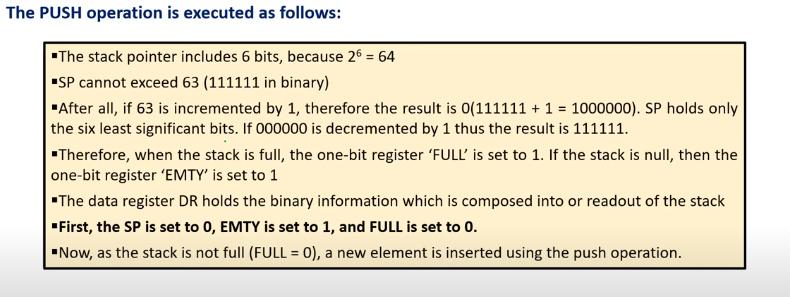 The PUSH operation is executed as follows:
▪The stack pointer includes 6 bits, because 2⁶ = 64
▪SP cannot exceed 63 (111111 in binary)
▪After all, if 63 is incremented by 1, therefore the result is 0(111111 + 1 = 1000000). SP holds only
the six least significant bits. If 000000 is decremented by 1 thus the result is 111111.
▪Therefore, when the stack is full, the one-bit register ‘FULL’ is set to 1. If the stack is null, then the
one-bit register ‘EMTY’ is set to 1
▪The data register DR holds the binary information which is composed into or readout of the stack
▪First, the SP is set to 0, EMTY is set to 1, and FULL is set to 0.
▪Now, as the stack is not full (FULL = 0), a new element is inserted using the push operation.